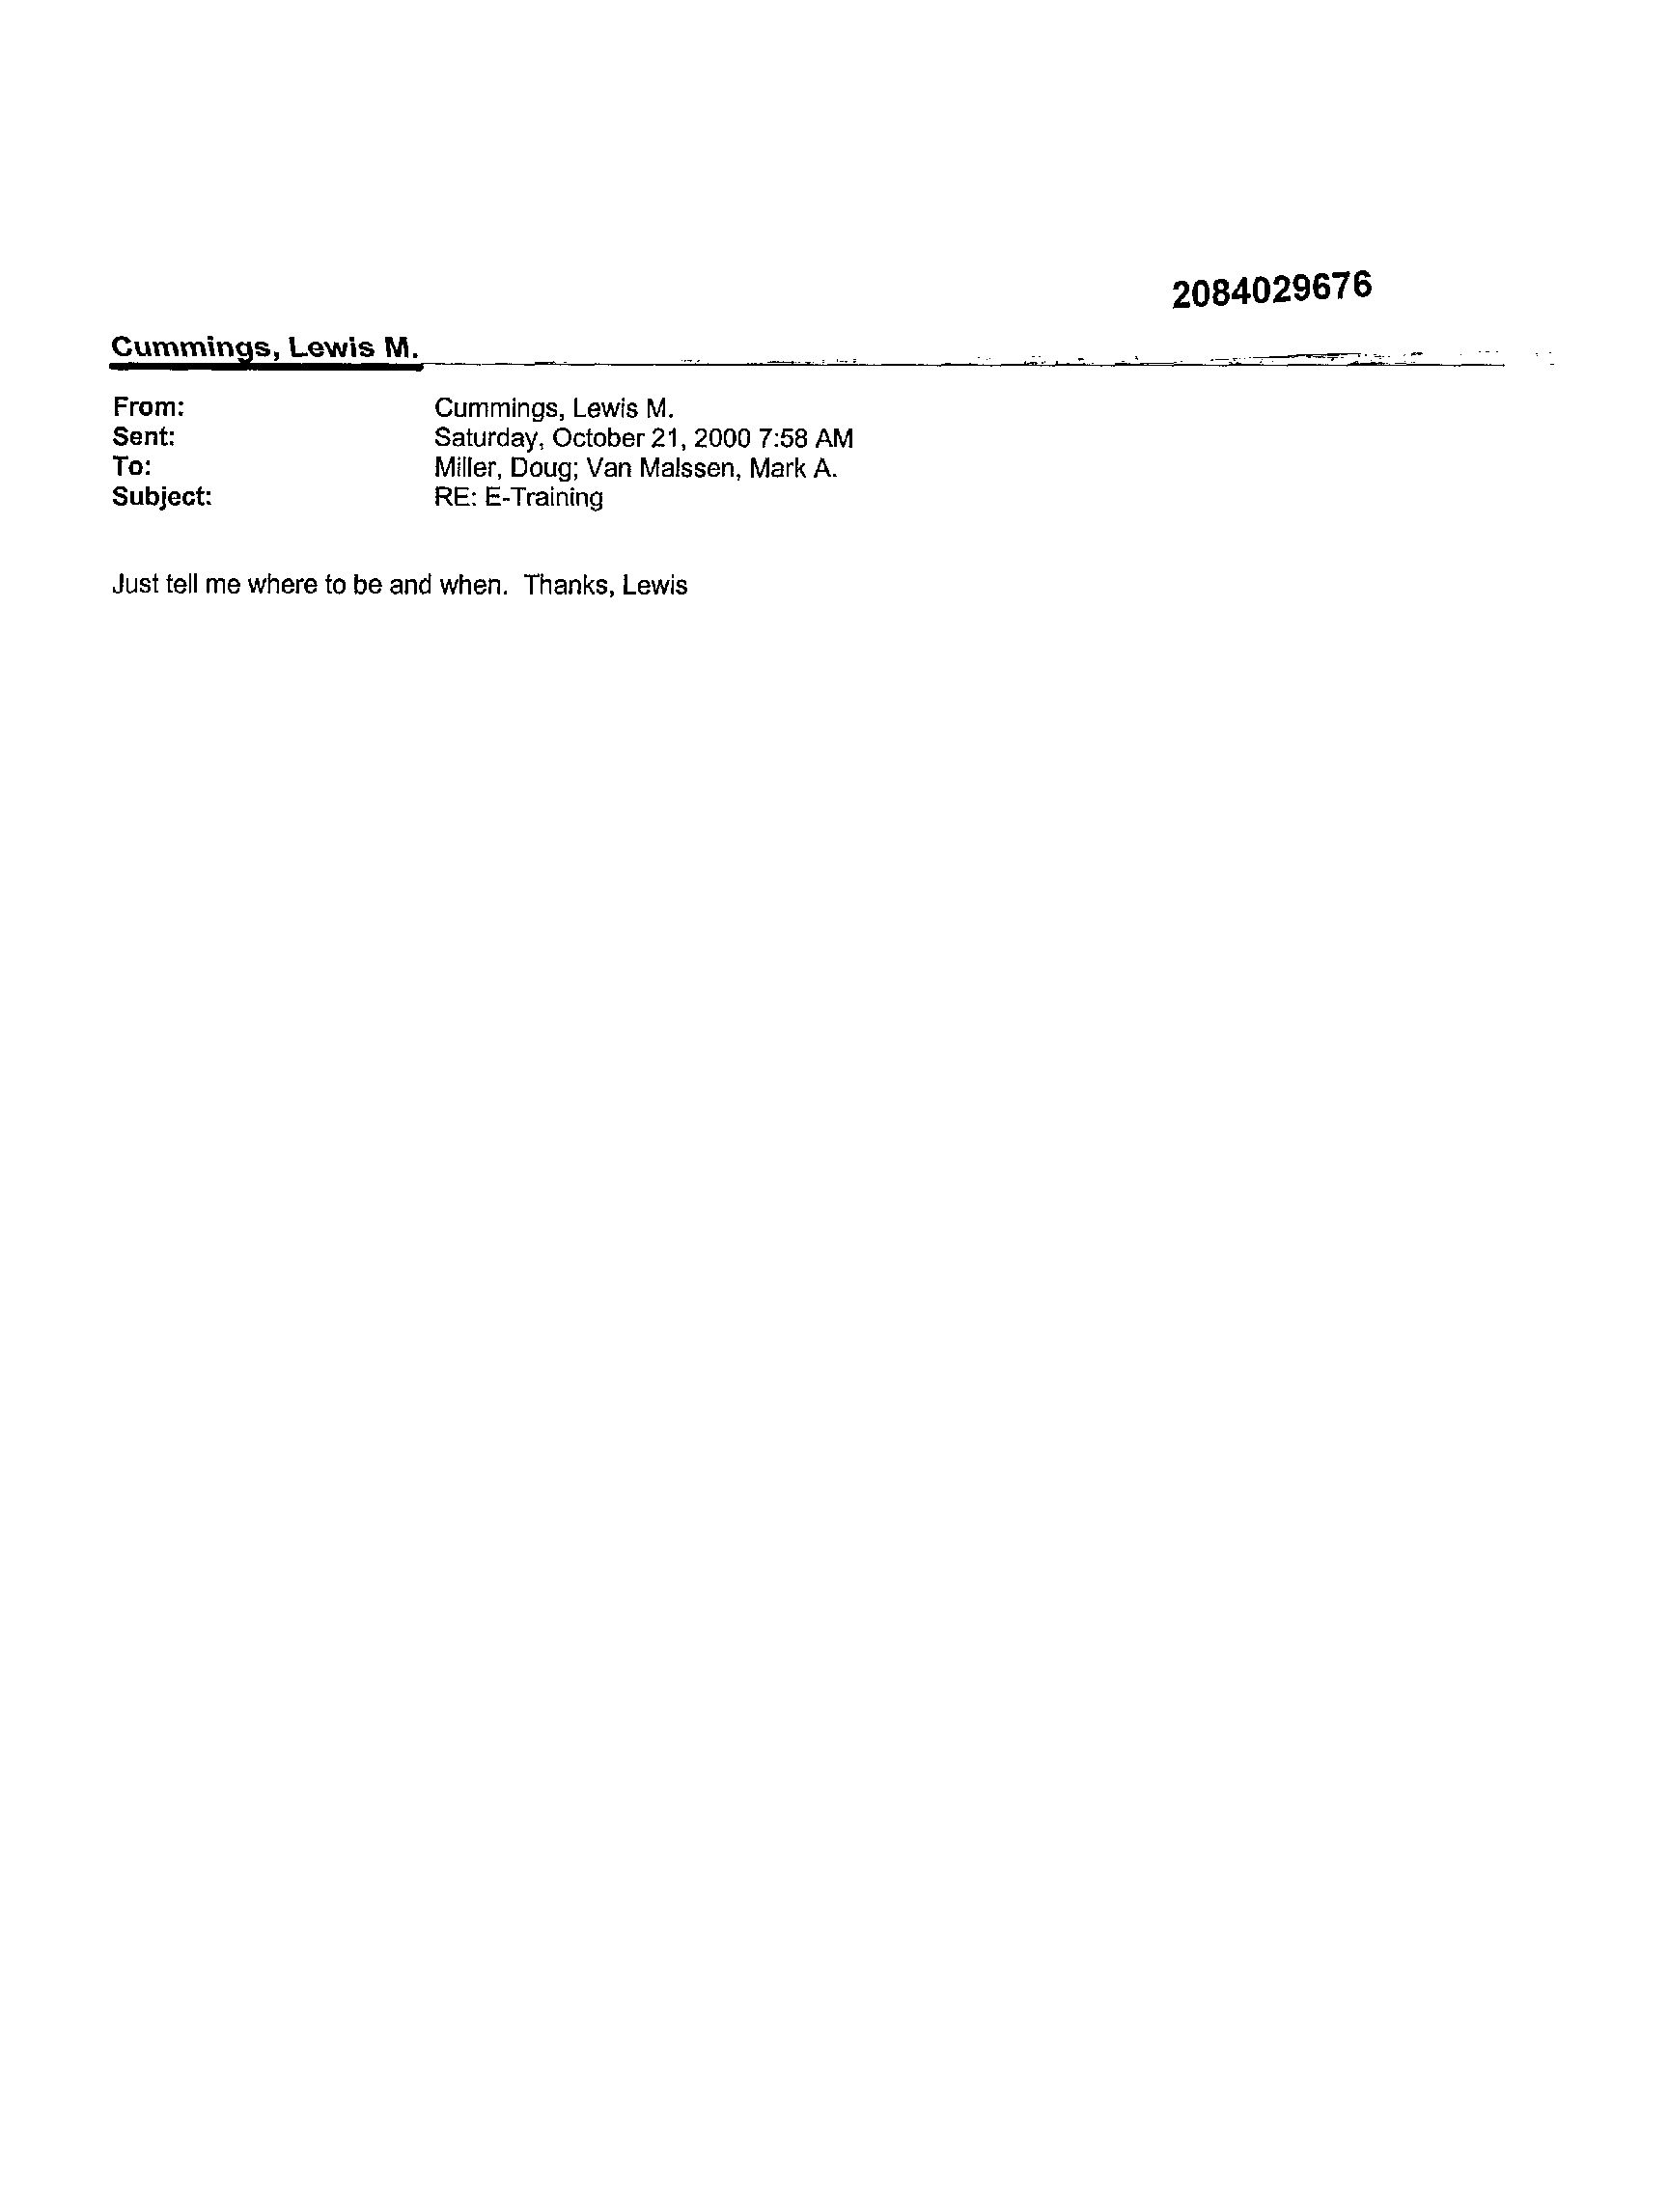 2084029676
Cummings, Lewis M.
From: Cummings, Lewis M.
Sent: Saturday, October 21, 2000 7:58 AM
To: Miller, Doug; Van Malssen, Mark A.
Subject: RE: E-Training
Just tell me where to be and when. Thanks, Lewis